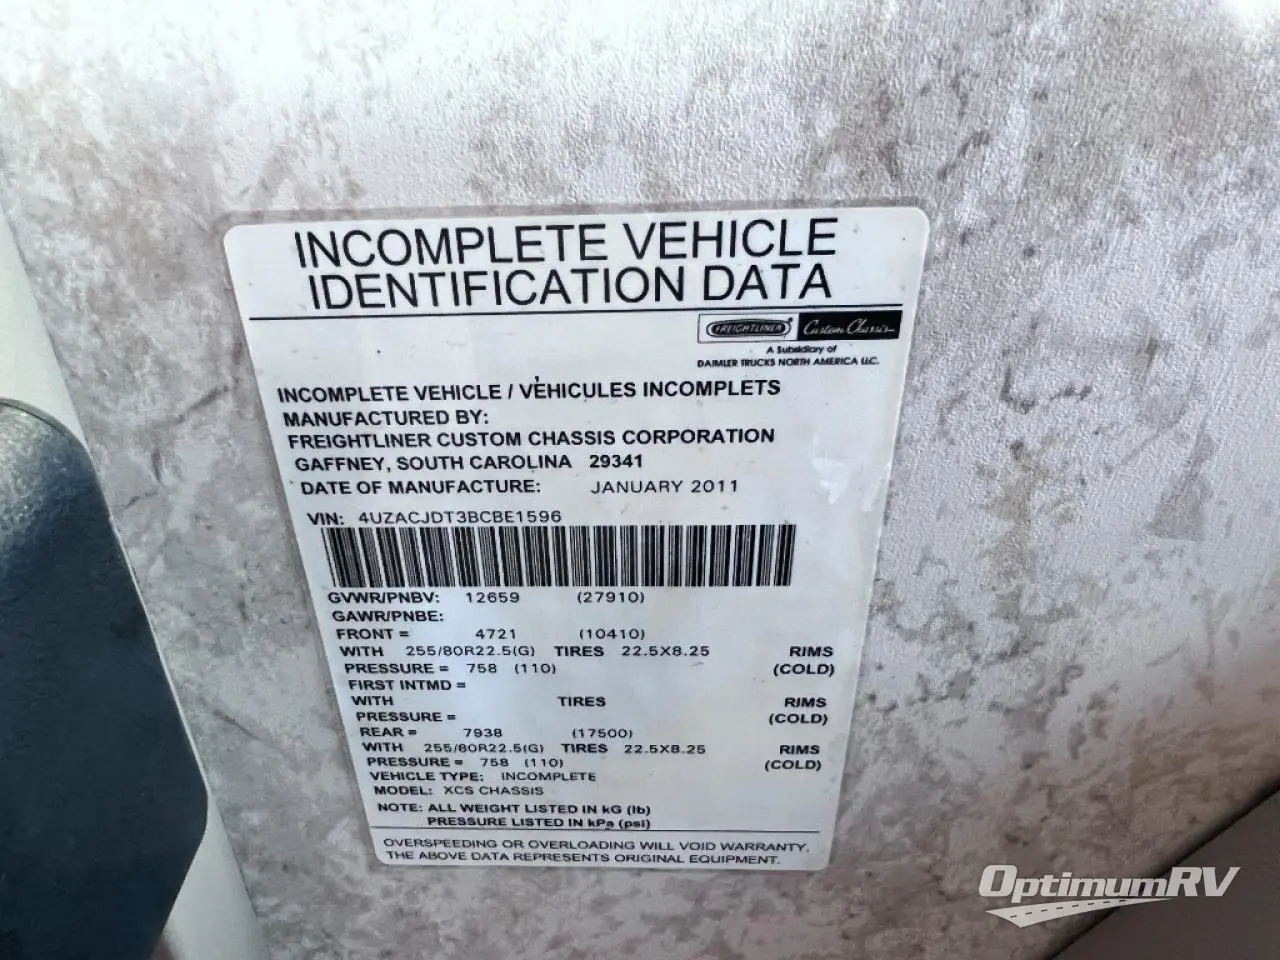 INCOMPLETE VEHICLE
IDENTIFICATION DATA
FREIGHTLINER Custom Chassis
A Subsidiary of
DAIMLER TRUCKS NORTH AMERICA LLC.
INCOMPLETE VEHICLE / VĖHICULES INCOMPLETS
MANUFACTURED BY:
FREIGHTLINER CUSTOM CHASSIS CORPORATION
GAFFNEY, SOUTH CAROLINA 29341
DATE OF MANUFACTURE: JANUARY 2011
VIN: 4UZACJDT3BCBE1596
GVWR/PNBV: 12659 (27910)
GAWR/PNBE:
FRONT = 4721 (10410)
WITH 255/80R22.5(G) TIRES 22.5X8.25 RIMS
PRESSURE = 758 (110) (COLD)
FIRST INTMD =
WITH TIRES RIMS
PRESSURE = (COLD)
REAR = 7938 (17500)
WITH 255/80R22.5(G) TIRES 22.5X8.25 RIMS
PRESSURE = 758 (110) (COLD)
VEHICLE TYPE: INCOMPLETE
MODEL: XCS CHASSIS
NOTE: ALL WEIGHT LISTED IN kG (lb)
PRESSURE LISTED IN kPa (psi)
OVERSPEEDING OR OVERLOADING WILL VOID WARRANTY.
THE ABOVE DATA REPRESENTS ORIGINAL EQUIPMENT.
OptimumRV